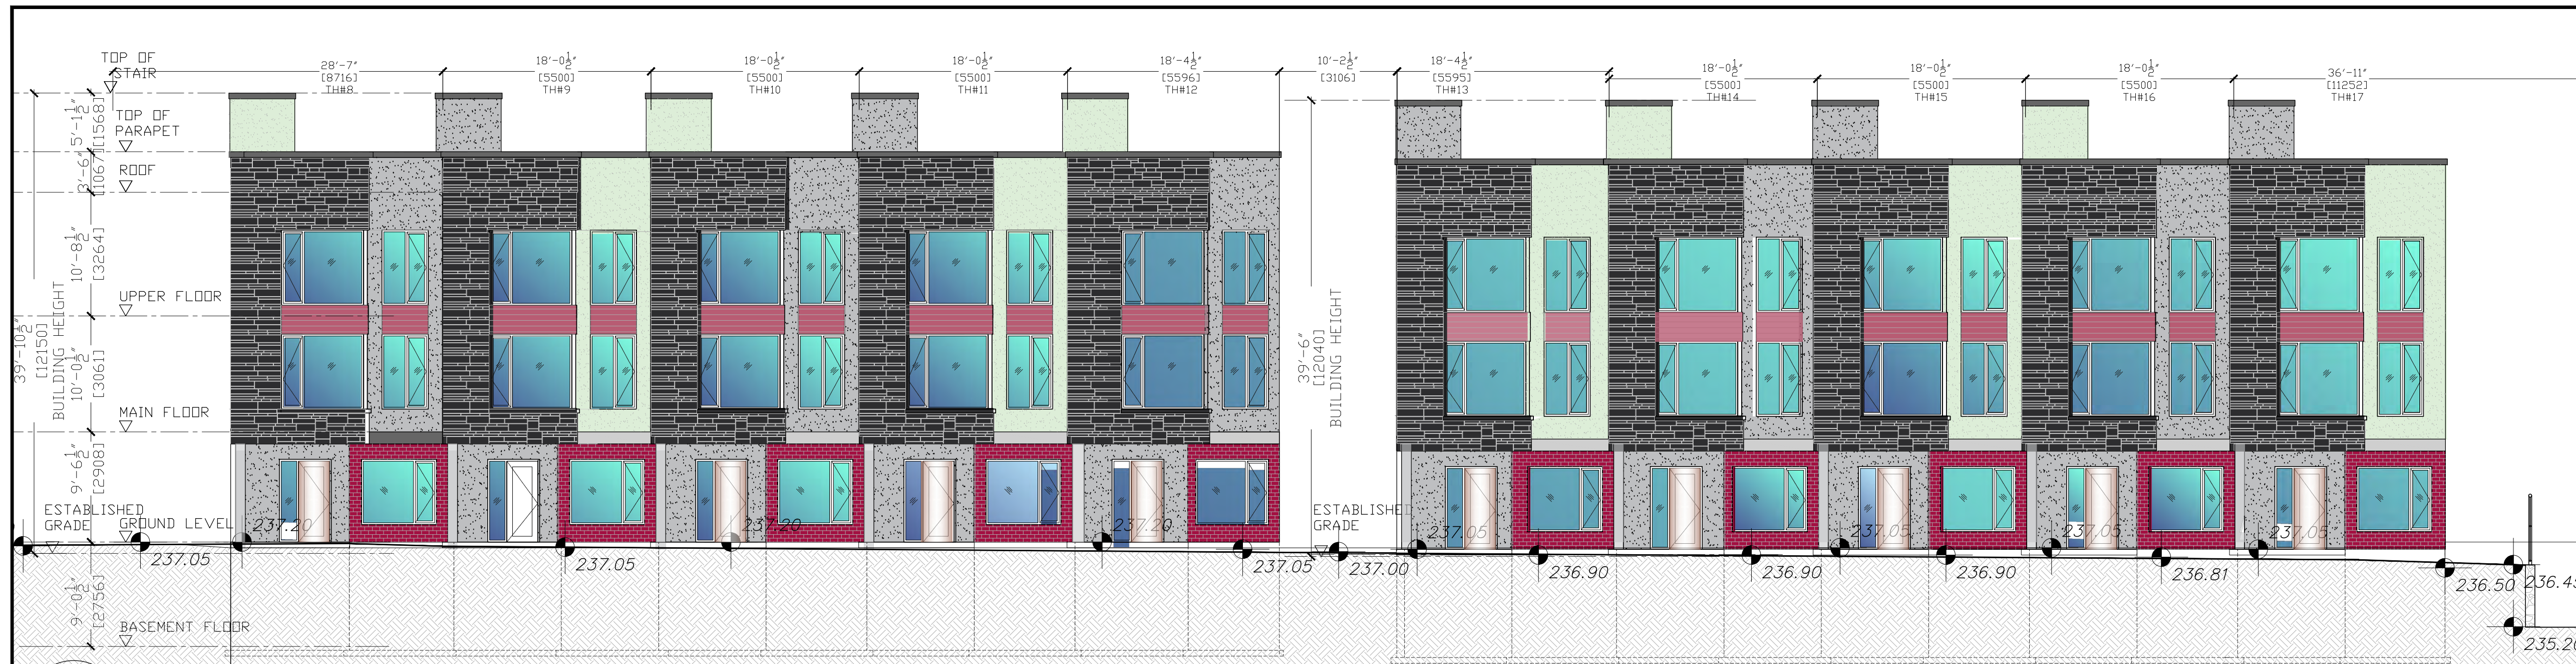 TOP OF
STAIR
28'-7"
[8716]
TH#8
18'-0½"
[5500]
TH#9
18'-0½"
[5500]
TH#10
18'-0½"
[5500]
TH#11
18'-4½"
[5596]
TH#12
10'-2½"
[3106]
18'-4½"
[5595]
TH#13
18'-0½"
[5500]
TH#14
18'-0½"
[5500]
TH#15
18'-0½"
[5500]
TH#16
36'-11"
[11252]
TH#17
5'-1½"
[1568]
TOP OF
PARAPET
3'-6"
[1067]
ROOF
10'-8½"
[3264]
UPPER FLOOR
39'-10½"
[12150]
BUILDING HEIGHT
10'-0½"
[3061]
MAIN FLOOR
39'-6"
[12040]
BUILDING HEIGHT
9'-6½"
[2908]
ESTABLISHED
GRADE
GROUND LEVEL
237.20
237.20
237.20
ESTABLISHED
GRADE
237.05
237.05
237.05
237.05
237.05
237.05
237.05
237.00
236.90
236.90
236.90
236.81
236.50
9'-0½"
[2756]
BASEMENT FLOOR